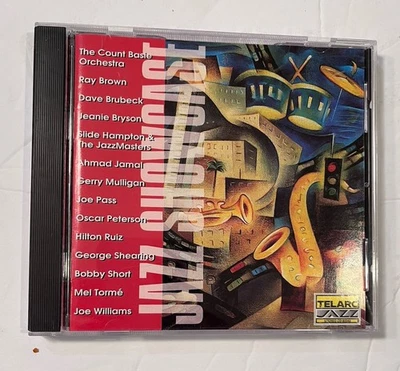 The Count Basie
Orchestra
Ray Brown
Dave Brubeck
Jeanie Bryson
Slide Hampton &
The JazzMasters
Ahmad Jamal
Gerry Mulligan
Joe Pass
Oscar Peterson
Hilton Ruiz
George Shearing
Bobby Short
Mel Tormé
Joe Williams
JAZZ SHOWCASE
TELARC
JAZZ